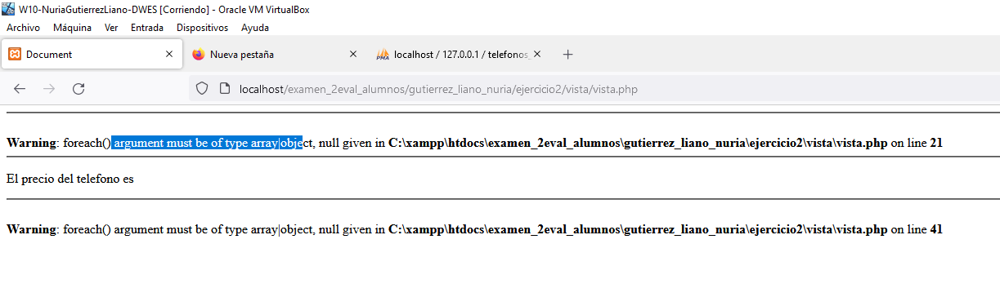 W10-NuriaGutierrezLiano-DWES [Corriendo] - Oracle VM VirtualBox
Archivo Máquina Ver Entrada Dispositivos Ayuda
Document Nueva pestaña localhost / 127.0.0.1 / telefonos_
localhost/examen_2eval_alumnos/gutierrez_liano_nuria/ejercicio2/vista/vista.php
Warning: foreach() argument must be of type array|object, null given in C:\xampp\htdocs\examen_2eval_alumnos\gutierrez_liano_nuria\ejercicio2\vista\vista.php on line 21
El precio del telefono es
Warning: foreach() argument must be of type array|object, null given in C:\xampp\htdocs\examen_2eval_alumnos\gutierrez_liano_nuria\ejercicio2\vista\vista.php on line 41